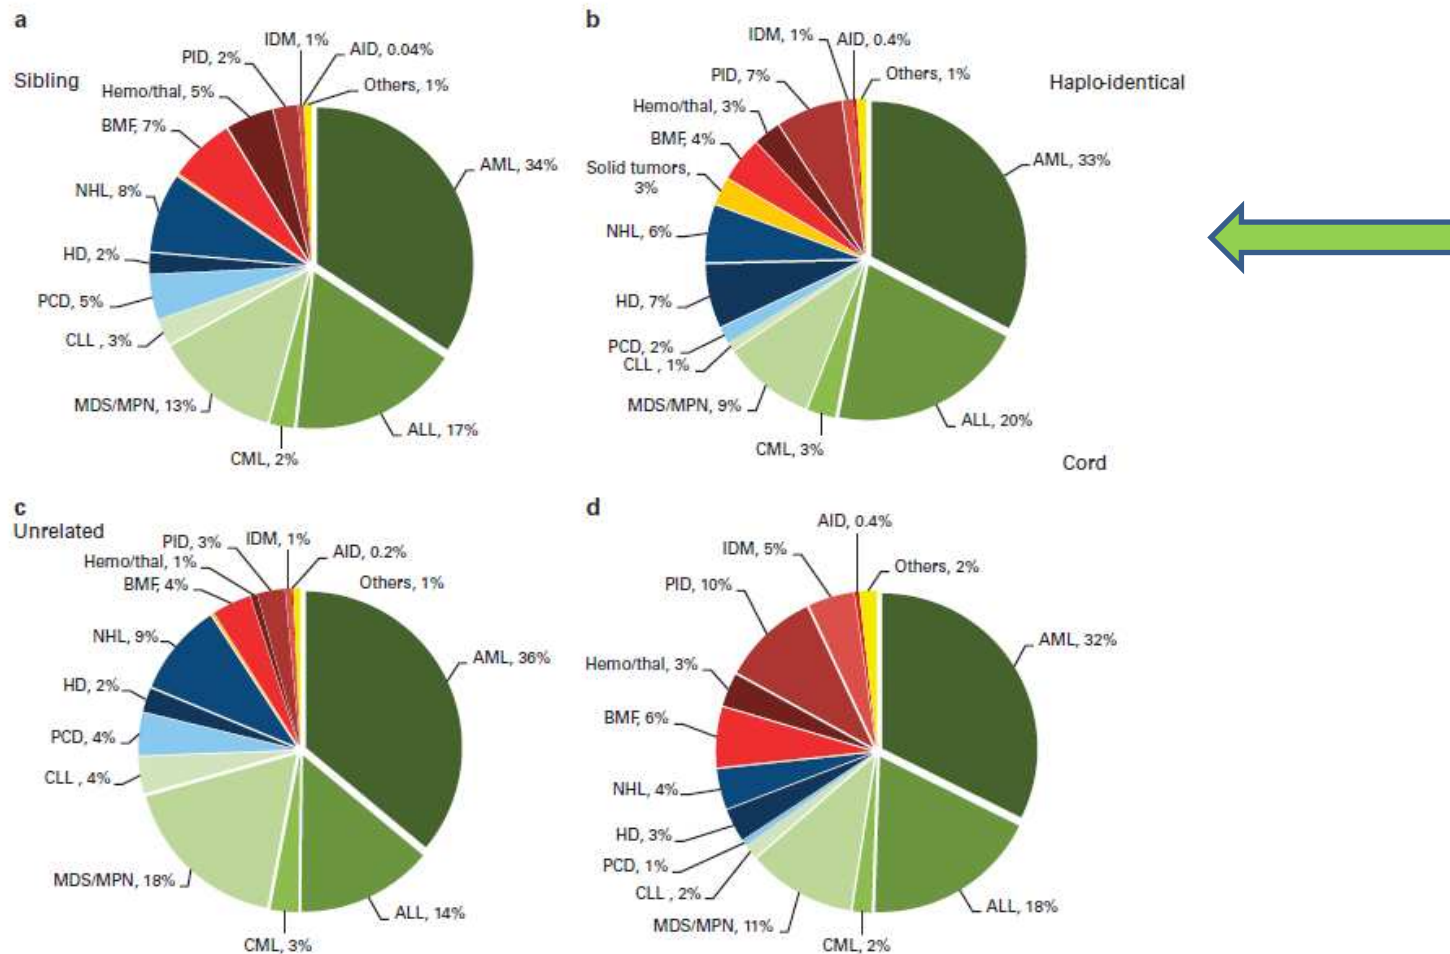 a
Sibling
IDM, 1%
PID, 2%
AID, 0.04%
Hemo/thal, 5%
Others, 1%
BMF, 7%
NHL, 8%
HD, 2%
PCD, 5%
CLL , 3%
MDS/MPN, 13%
CML, 2%
ALL, 17%
AML, 34%
b
Haplo-identical
IDM, 1%
AID, 0.4%
PID, 7%
Others, 1%
Hemo/thal, 3%
BMF, 4%
Solid tumors,
3%
NHL, 6%
HD, 7%
PCD, 2%
CLL , 1%
MDS/MPN, 9%
CML, 3%
ALL, 20%
AML, 33%
c
Unrelated
PID, 3%
IDM, 1%
AID, 0.2%
Hemo/thal, 1%
Others, 1%
BMF, 4%
NHL, 9%
HD, 2%
PCD, 4%
CLL , 4%
MDS/MPN, 18%
CML, 3%
ALL, 14%
AML, 36%
Cord
d
AID, 0.4%
IDM, 5%
Others, 2%
PID, 10%
Hemo/thal, 3%
BMF, 6%
NHL, 4%
HD, 3%
PCD, 1%
CLL , 2%
MDS/MPN, 11%
CML, 2%
ALL, 18%
AML, 32%